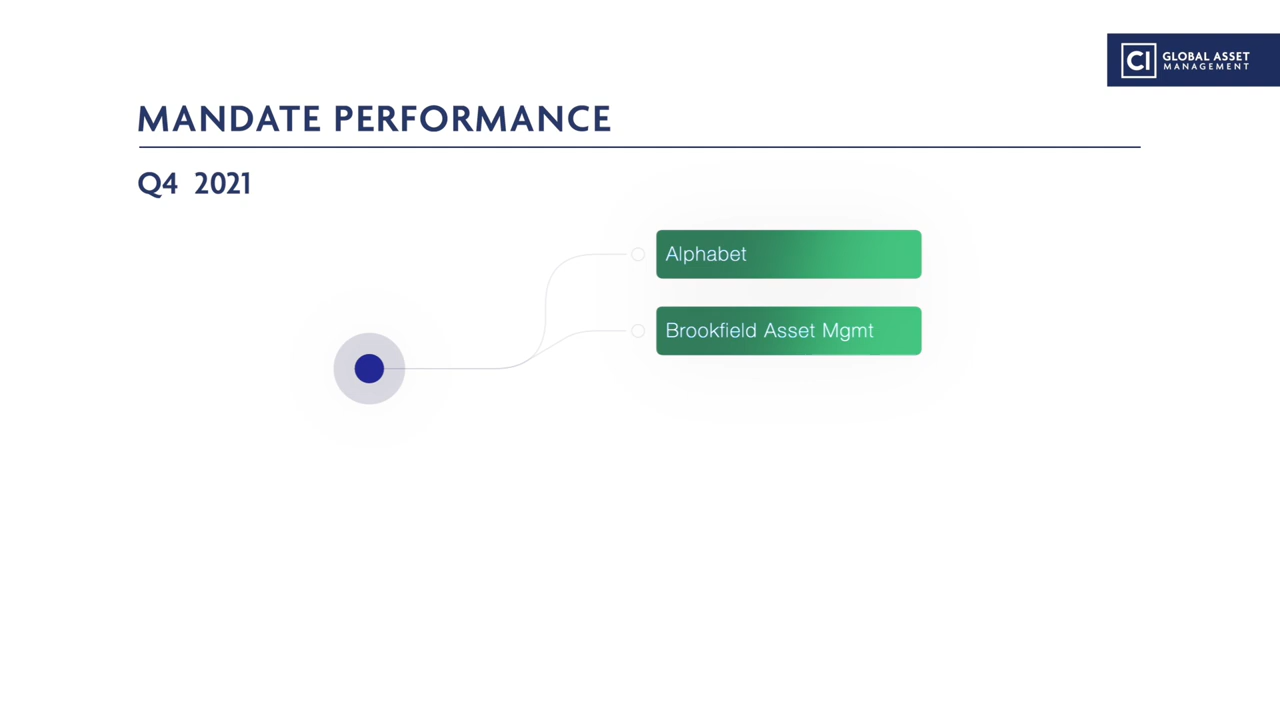 CI GLOBAL ASSET
MANAGEMENT
MANDATE PERFORMANCE
Q4 2021
Alphabet
Brookfield Asset Mgmt